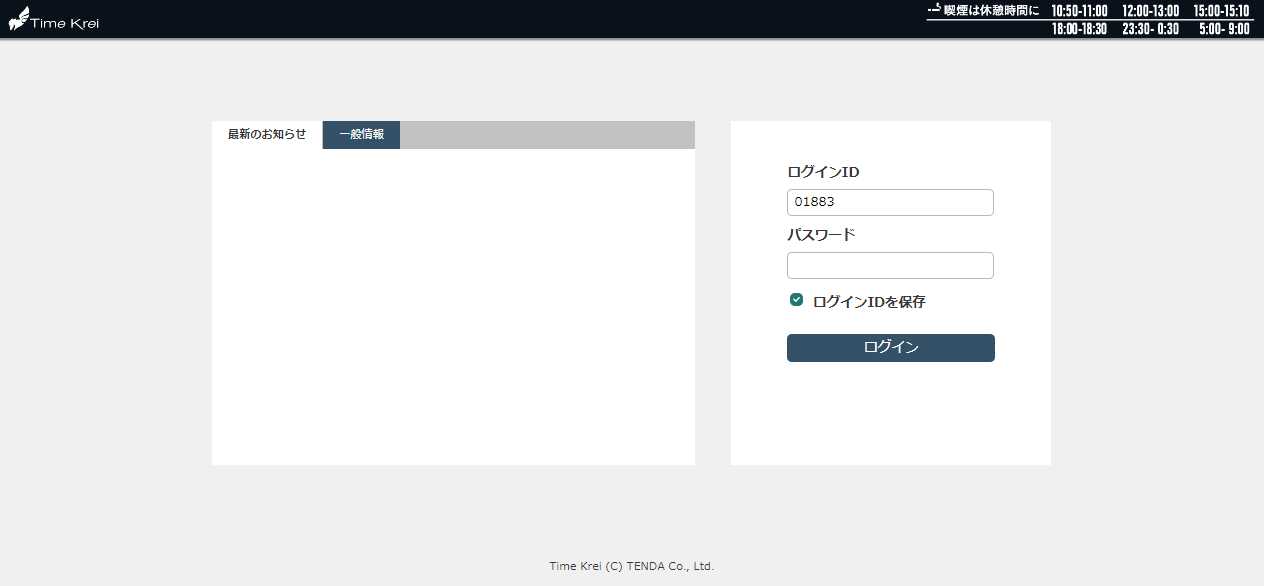 Time Krei
喫煙は休憩時間に 10:50-11:00 12:00-13:00 15:00-15:10
18:00-18:30 23:30- 0:30 5:00- 9:00
最新のお知らせ 一般情報
ログインID
01883
パスワード
ログインIDを保存
ログイン
Time Krei (C) TENDA Co., Ltd.